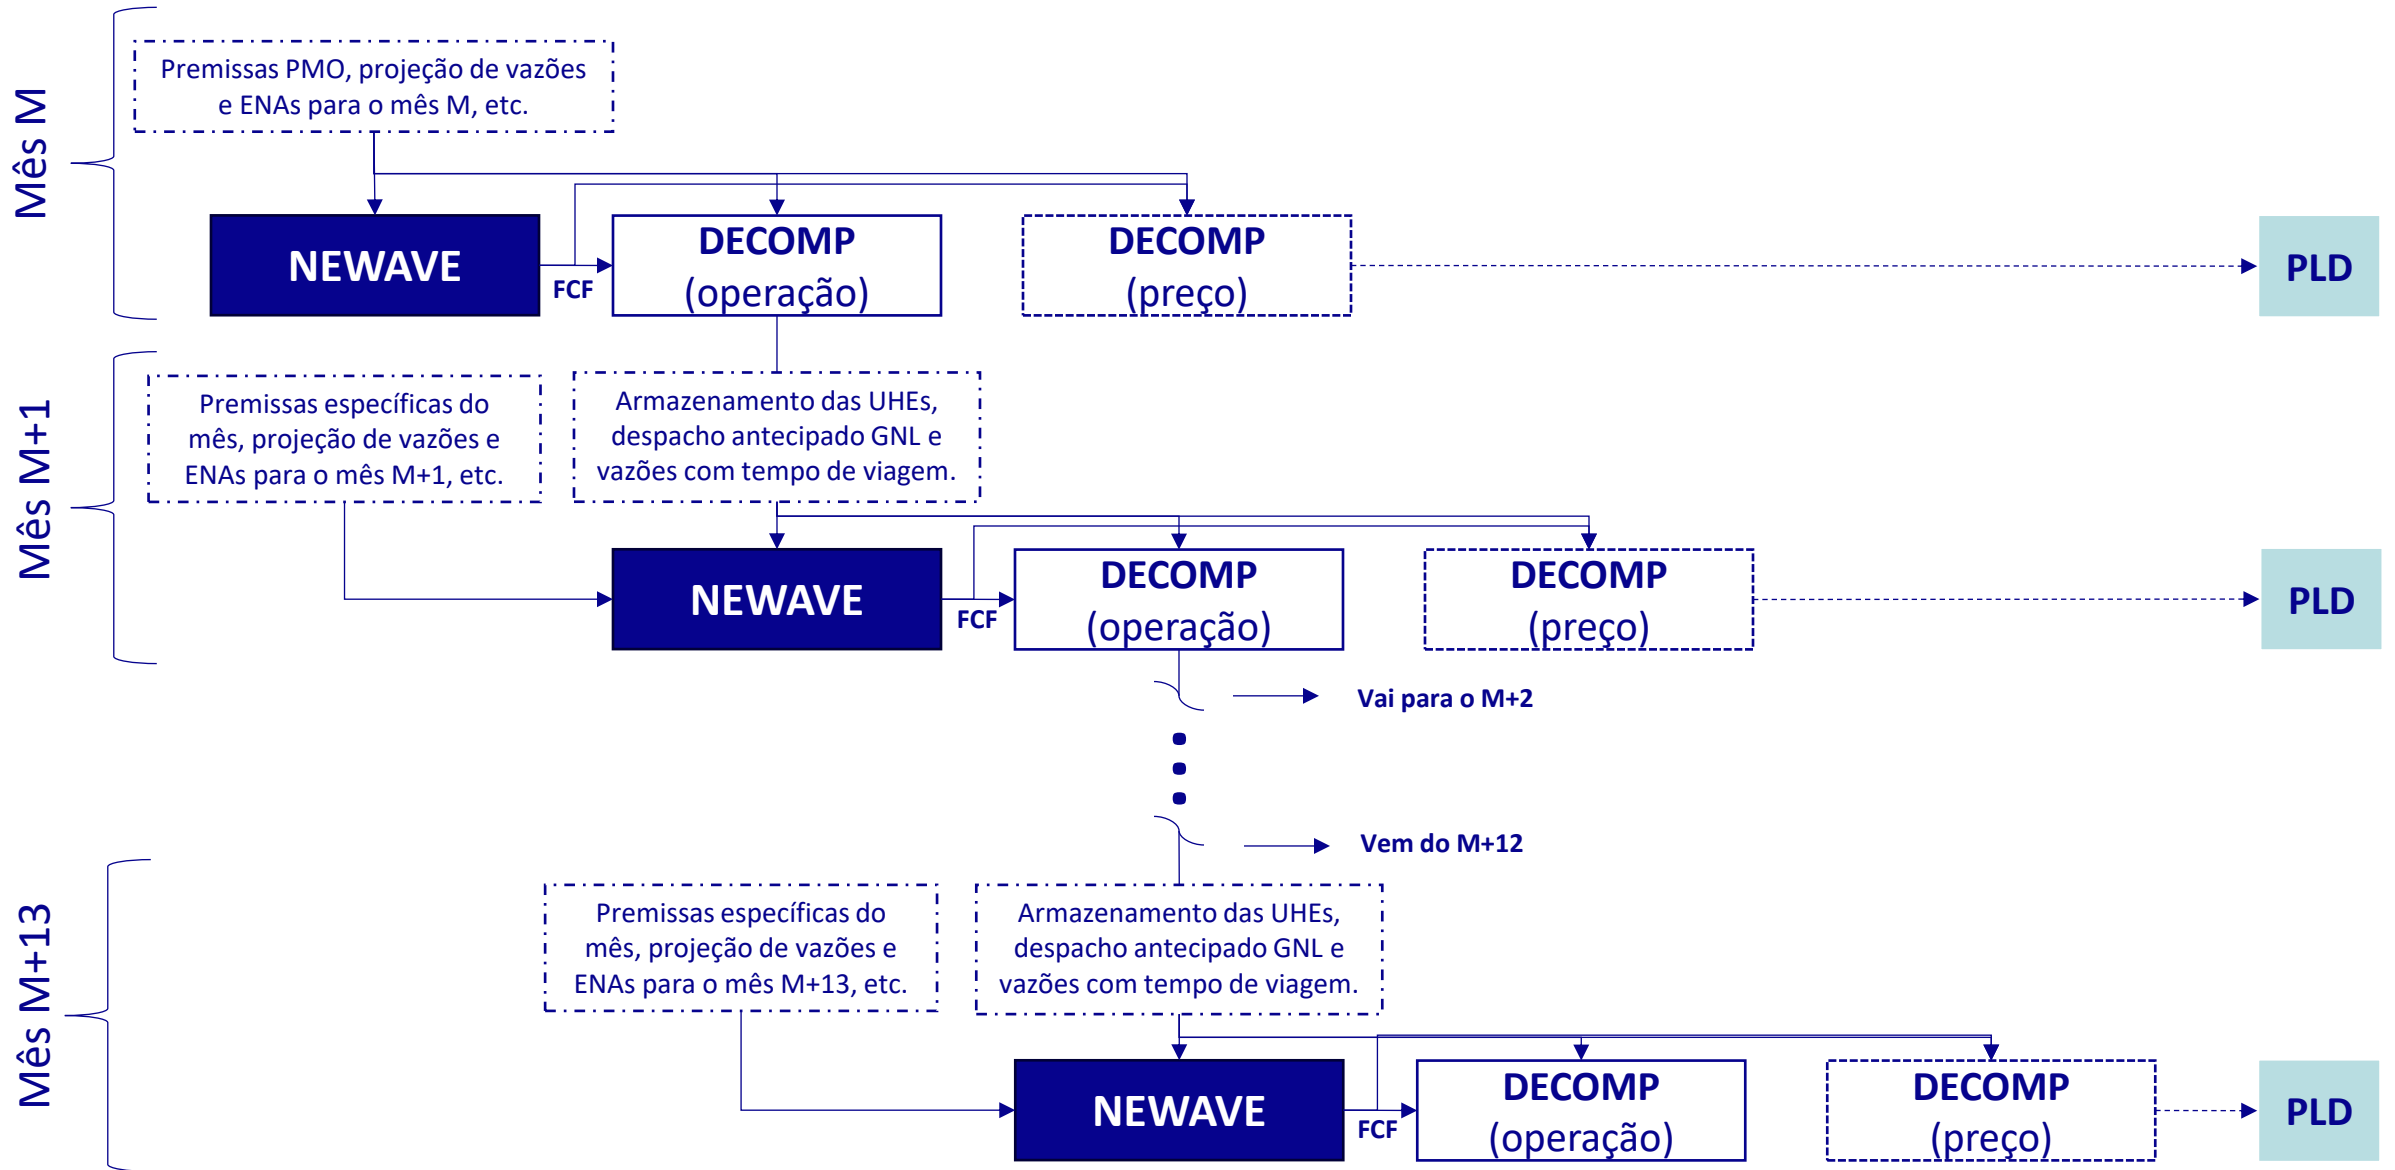 Mês M
Premissas PMO, projeção de vazões
e ENAs para o mês M, etc.
NEWAVE
FCF
DECOMP
(operação)
DECOMP
(preço)
PLD
Mês M+1
Premissas específicas do
mês, projeção de vazões e
ENAs para o mês M+1, etc.
Armazenamento das UHEs,
despacho antecipado GNL e
vazões com tempo de viagem.
NEWAVE
FCF
DECOMP
(operação)
DECOMP
(preço)
PLD
Vai para o M+2
Vem do M+12
Mês M+13
Premissas específicas do
mês, projeção de vazões e
ENAs para o mês M+13, etc.
Armazenamento das UHEs,
despacho antecipado GNL e
vazões com tempo de viagem.
NEWAVE
FCF
DECOMP
(operação)
DECOMP
(preço)
PLD